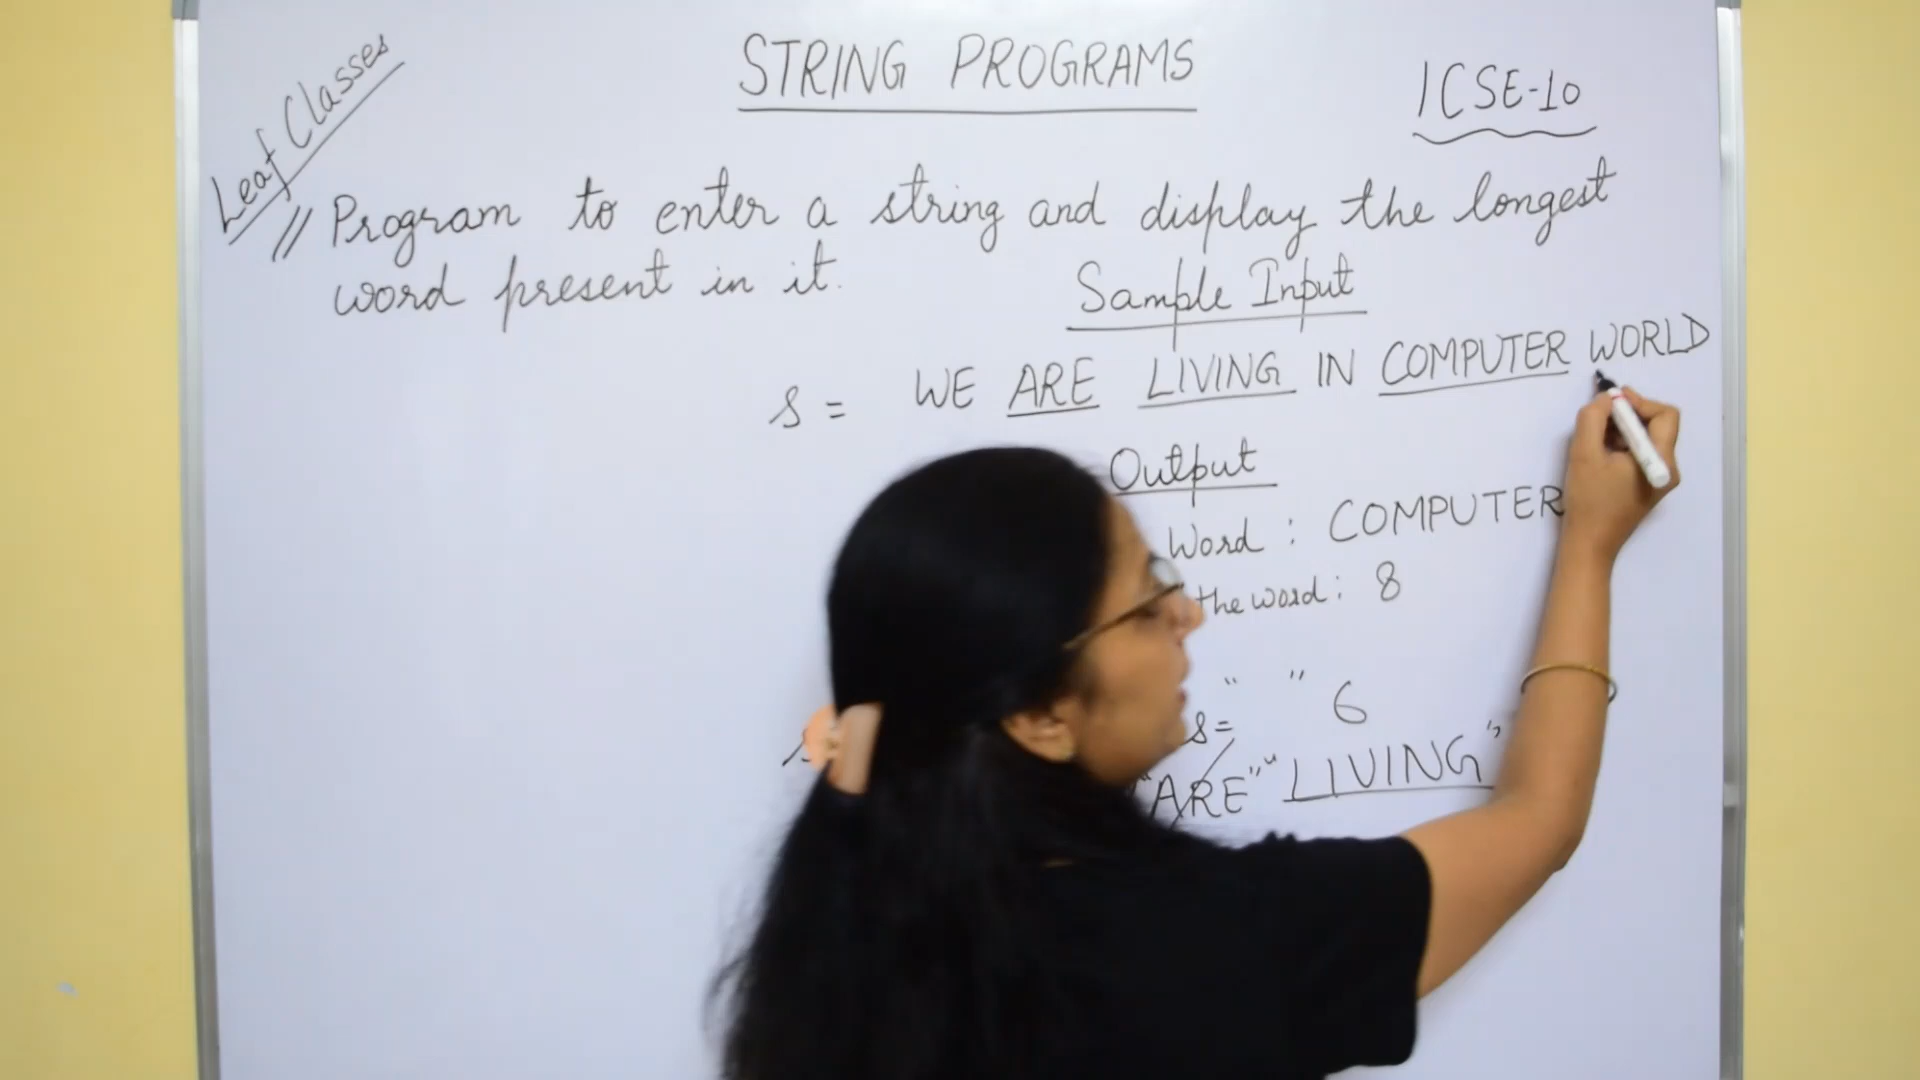 Leaf Classes
STRING PROGRAMS
ICSE-10
// Program to enter a string and display the longest
word present in it.
Sample Input
s = WE ARE LIVING IN COMPUTER WORLD
Output
Word : COMPUTER
the word : 8
" " 6
s=
"ARE" "LIVING"